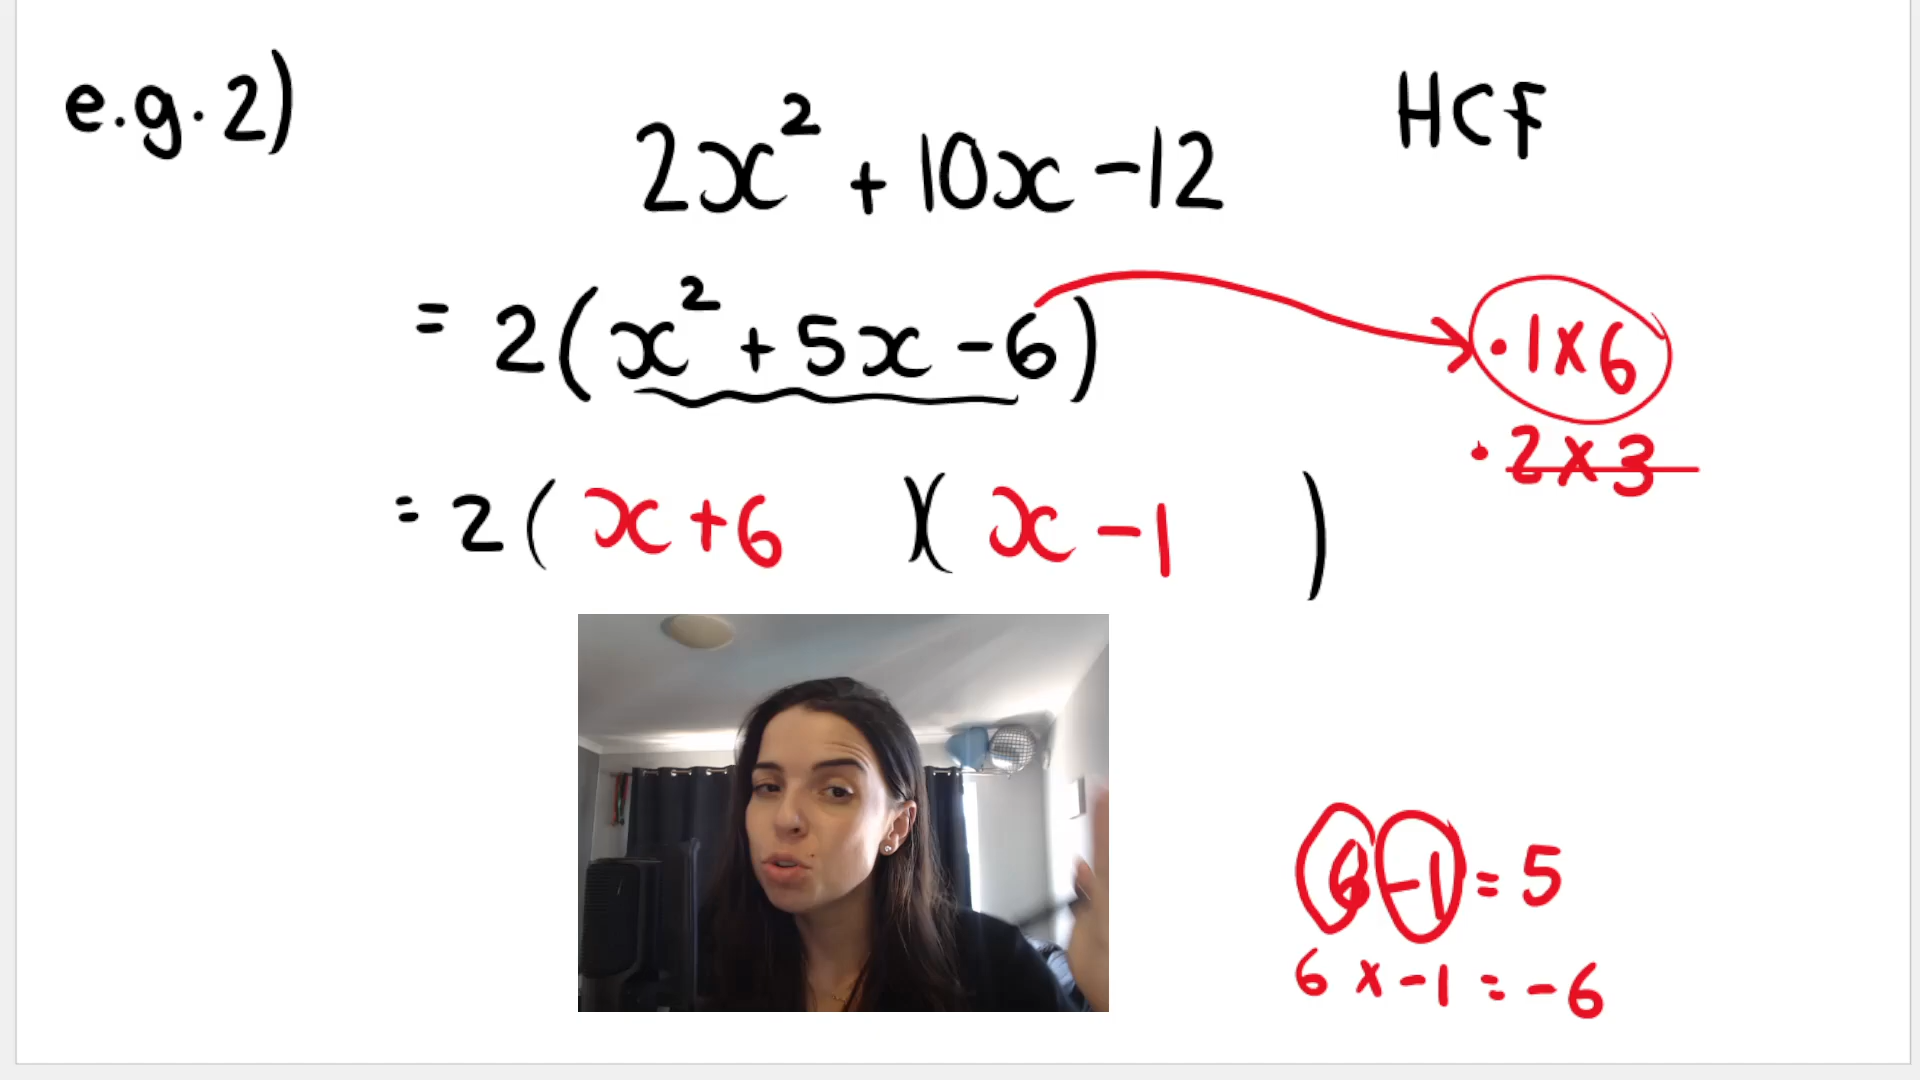 e.g. 2)
2x² + 10x - 12
HCF
= 2(x² + 5x - 6)
• 1 x 6
• 2 x 3
= 2(x + 6)(x - 1)
6 - 1 = 5
6 x - 1 = - 6